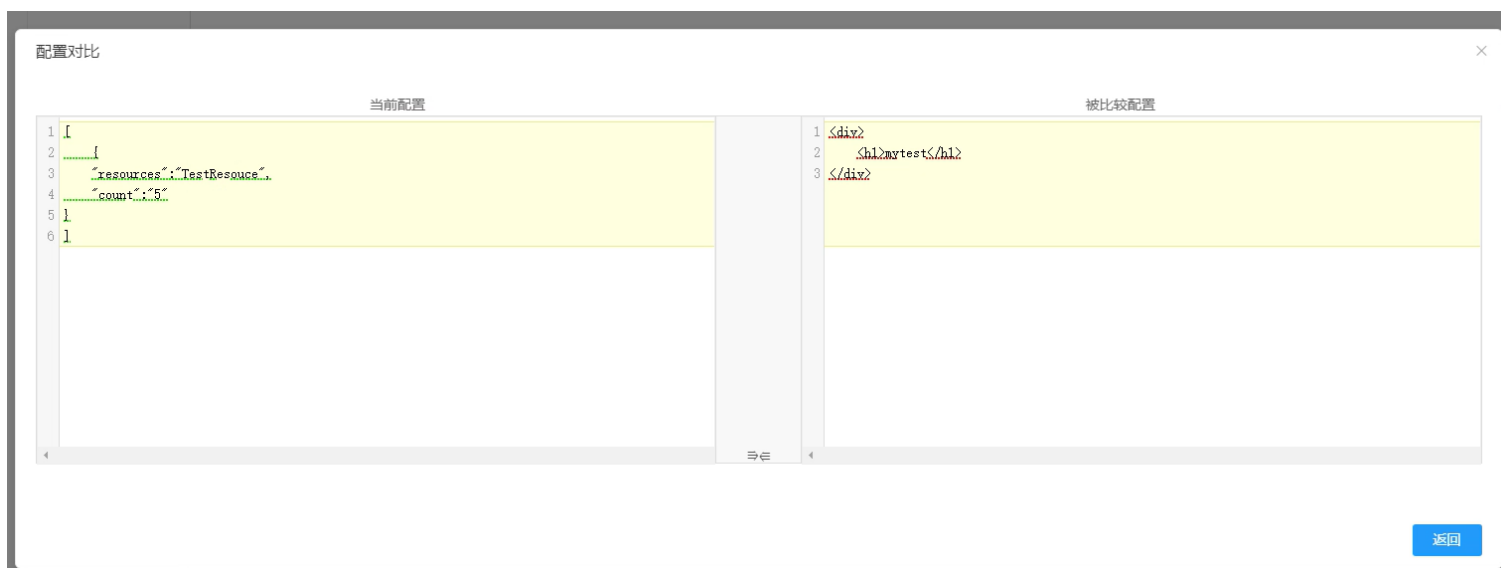 配置对比
×
当前配置
被比较配置
1 [
2     {
3     "resources":"TestResouce",
4     "count":"5"
5 }
6 ]
1 <div>
2     <h1>mytest</h1>
3 </div>
⇛⇚
返回